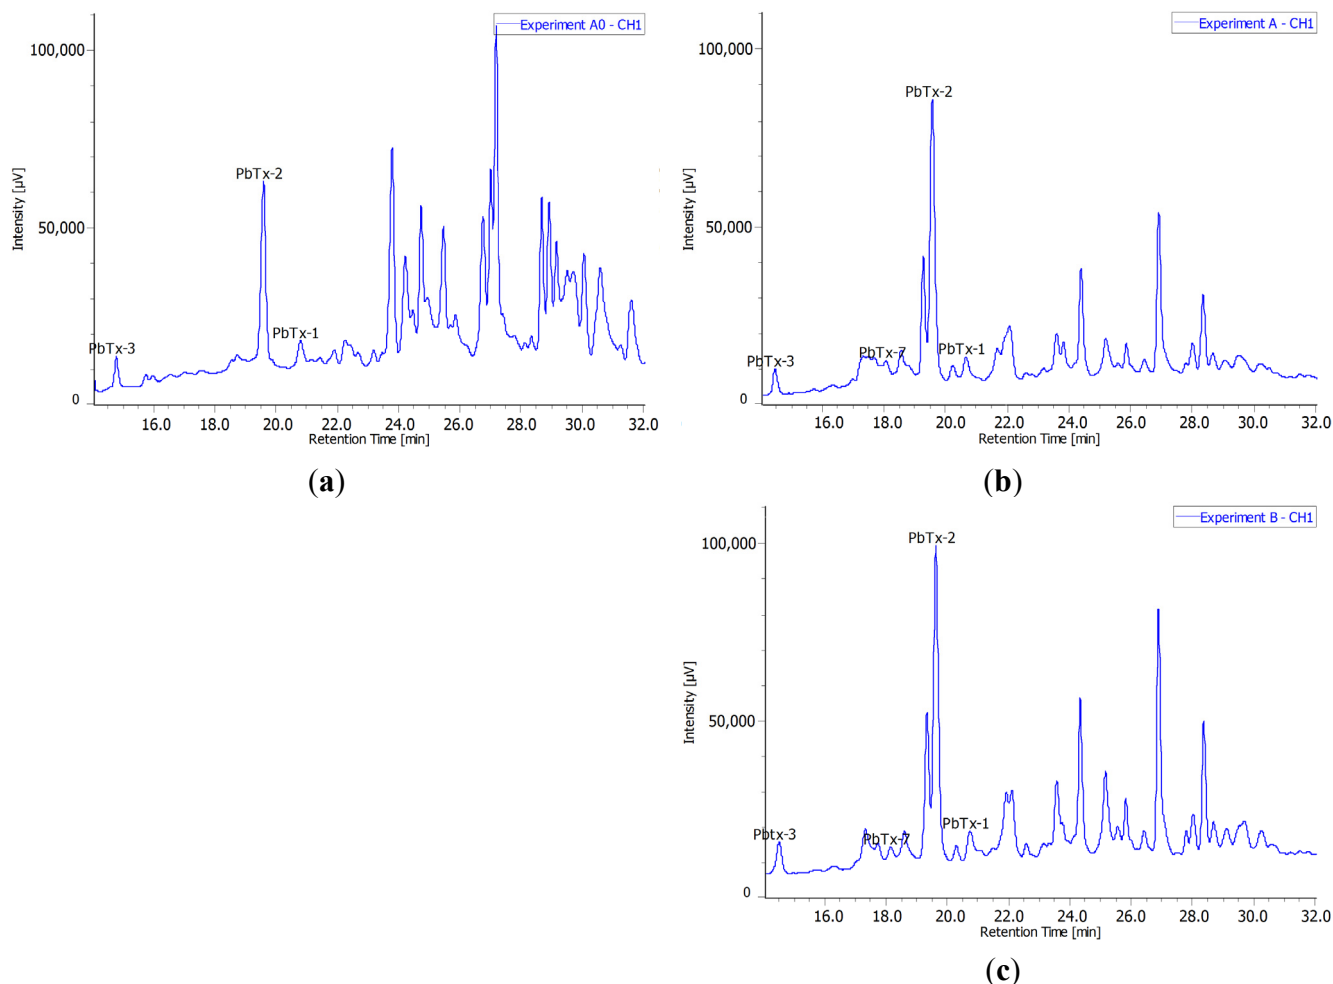 Experiment A0 - CH1
100,000
PbTx-2
Intensity [µV]
50,000
PbTx-1
PbTx-3
0
16.0 18.0 20.0 22.0 24.0 26.0 28.0 30.0 32.0
Retention Time [min]
(a)
Experiment A - CH1
100,000
PbTx-2
Intensity [µV]
50,000
PbTx-7 PbTx-1
PbTx-3
0
16.0 18.0 20.0 22.0 24.0 26.0 28.0 30.0 32.0
Retention Time [min]
(b)
Experiment B - CH1
100,000
PbTx-2
Intensity [µV]
50,000
PbTx-1
Pbtx-3
PbTx-7
0
16.0 18.0 20.0 22.0 24.0 26.0 28.0 30.0 32.0
Retention Time [min]
(c)